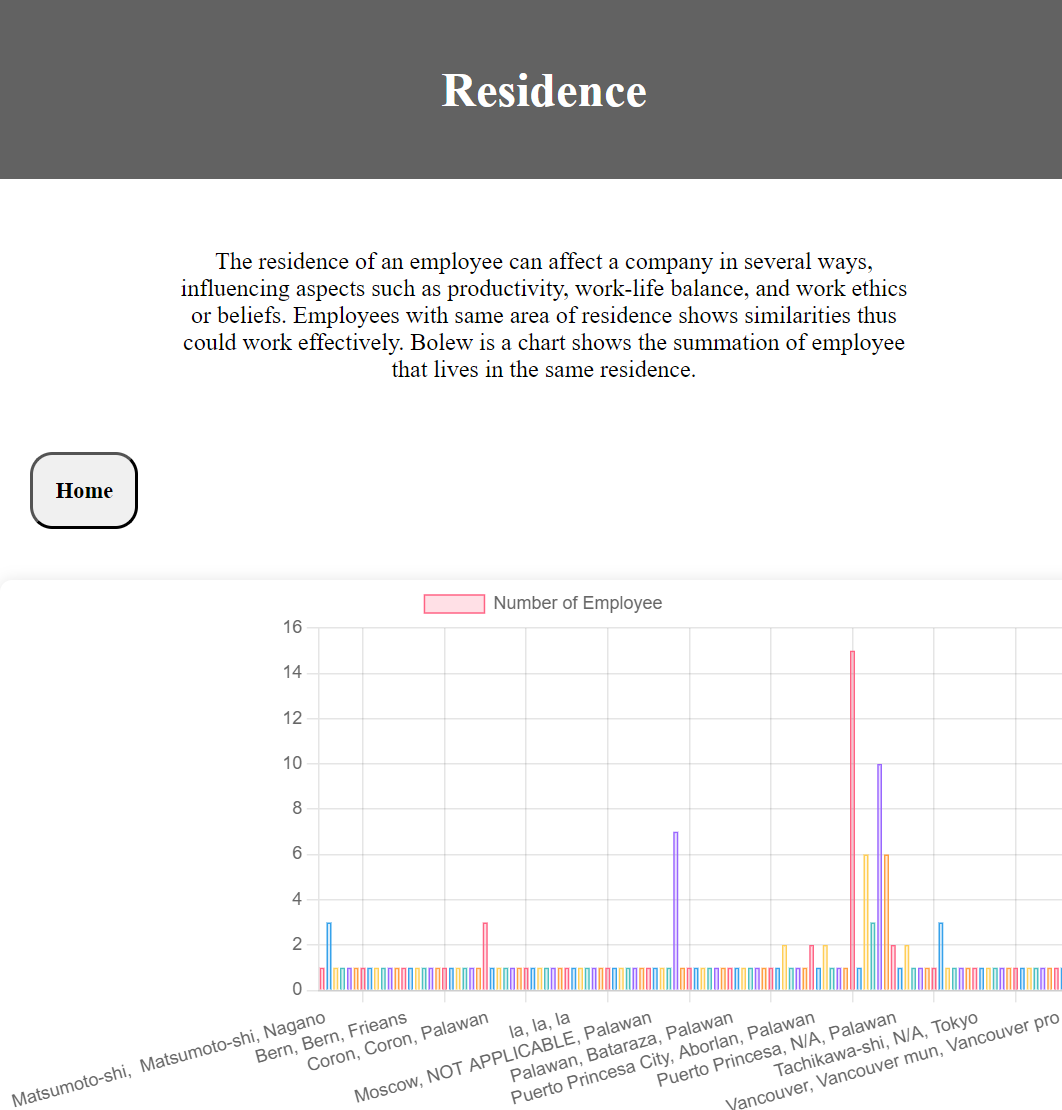 Residence
The residence of an employee can affect a company in several ways,
influencing aspects such as productivity, work-life balance, and work ethics
or beliefs. Employees with same area of residence shows similarities thus
could work effectively. Bolew is a chart shows the summation of employee
that lives in the same residence.
Home
Number of Employee
16
14
12
10
8
6
4
2
0
Matsumoto-shi, Matsumoto-shi, Nagano
Bern, Bern, Frieans
Coron, Coron, Palawan
la, la, la
Moscow, NOT APPLICABLE, Palawan
Palawan, Bataraza, Palawan
Puerto Princesa City, Aborlan, Palawan
Puerto Princesa, N/A, Palawan
Tachikawa-shi, N/A, Tokyo
Vancouver, Vancouver mun, Vancouver pro